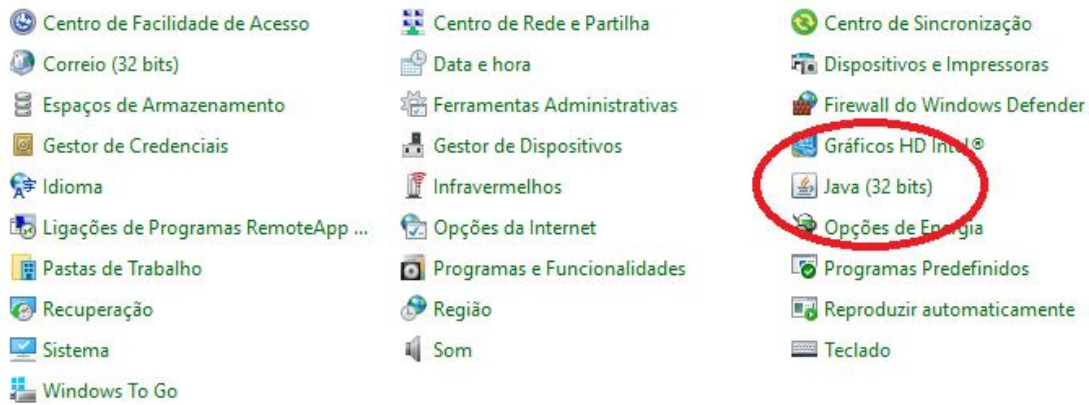 Centro de Facilidade de Acesso
Centro de Rede e Partilha
Centro de Sincronização
Correio (32 bits)
Data e hora
Dispositivos e Impressoras
Espaços de Armazenamento
Ferramentas Administrativas
Firewall do Windows Defender
Gestor de Credenciais
Gestor de Dispositivos
Gráficos HD Intel®
Idioma
Infravermelhos
Java (32 bits)
Ligações de Programas RemoteApp ...
Opções da Internet
Opções de Energia
Pastas de Trabalho
Programas e Funcionalidades
Programas Predefinidos
Recuperação
Região
Reproduzir automaticamente
Sistema
Som
Teclado
Windows To Go